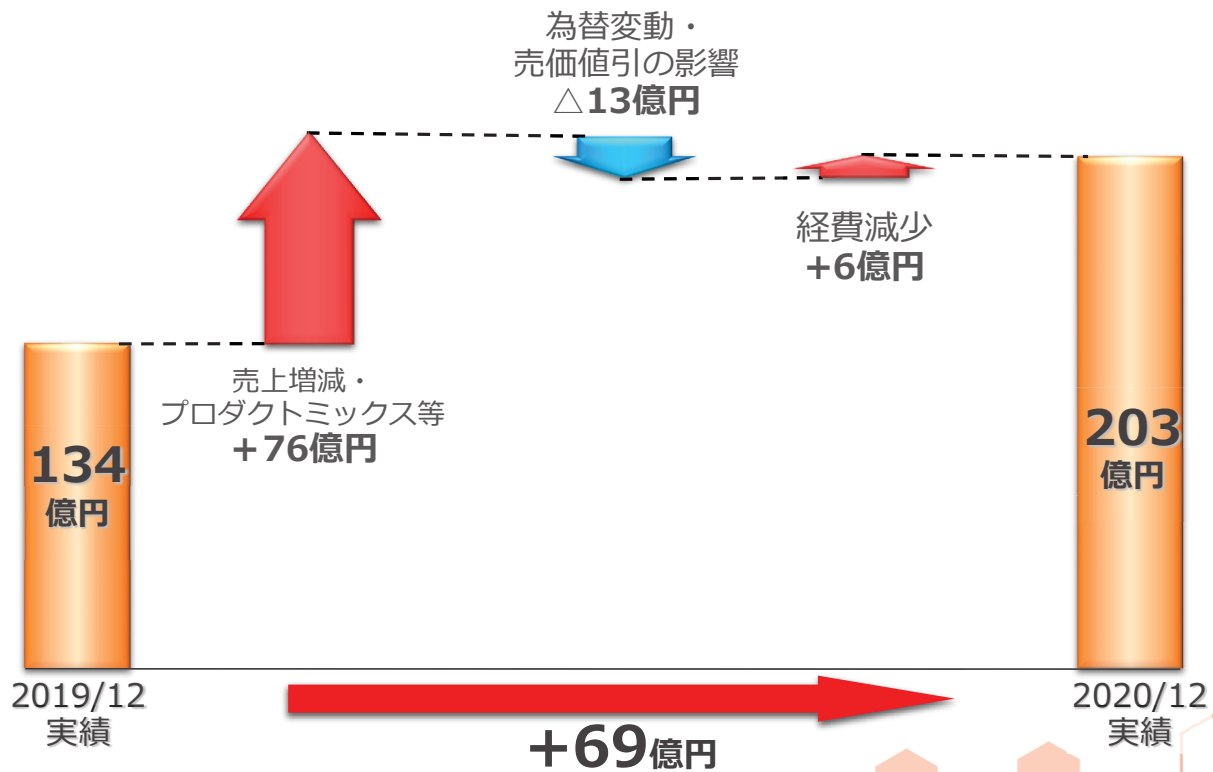 為替変動・
売価値引の影響
△13億円
経費減少
+6億円
売上増減・
プロダクトミックス等
+76億円
134
億円
203
億円
2019/12
実績
2020/12
実績
+69億円